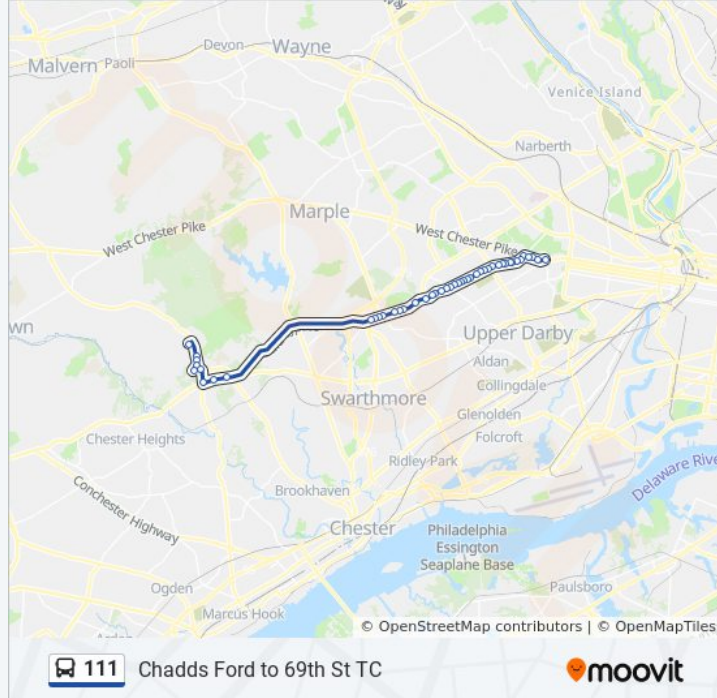 Devon
Wayne
Malvern
Paoli
Venice Island
Narberth
Marple
West Chester Pike
West Chester Pike
own
Upper Darby
Aldan
Collingdale
Swarthmore
Glenolden
Folcroft
Chester Heights
Ridley Park
Delaware Rive
Brookhaven
Conchester Highway
Chester
Philadelphia
Essington
Seaplane Base
Ogden
Paulsboro
Marcus Hook
© OpenStreetMap contributors | © OpenMapTiles
111 Chadds Ford to 69th St TC
moovit